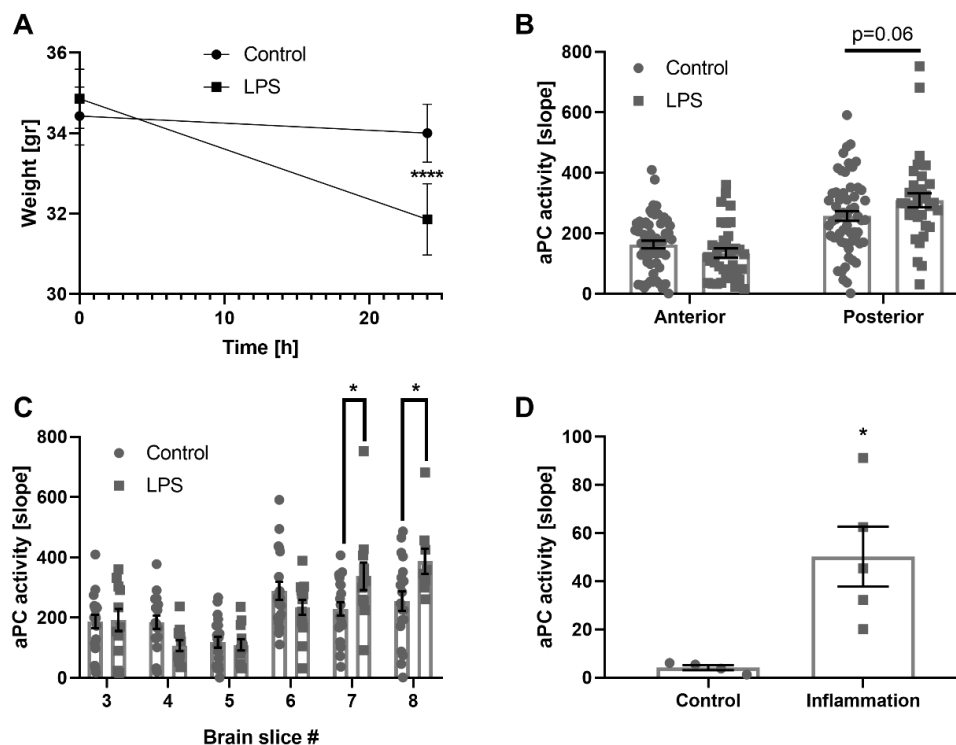 A
Control
LPS
Weight [gr]
36
34
32
30
****
0
10
20
Time [h]
B
p=0.06
Control
LPS
aPC activity [slope]
800
600
400
200
0
Anterior
Posterior
C
*
*
Control
LPS
aPC activity [slope]
800
600
400
200
0
3
4
5
6
7
8
Brain slice #
D
*
aPC activity [slope]
100
80
60
40
20
0
Control
Inflammation